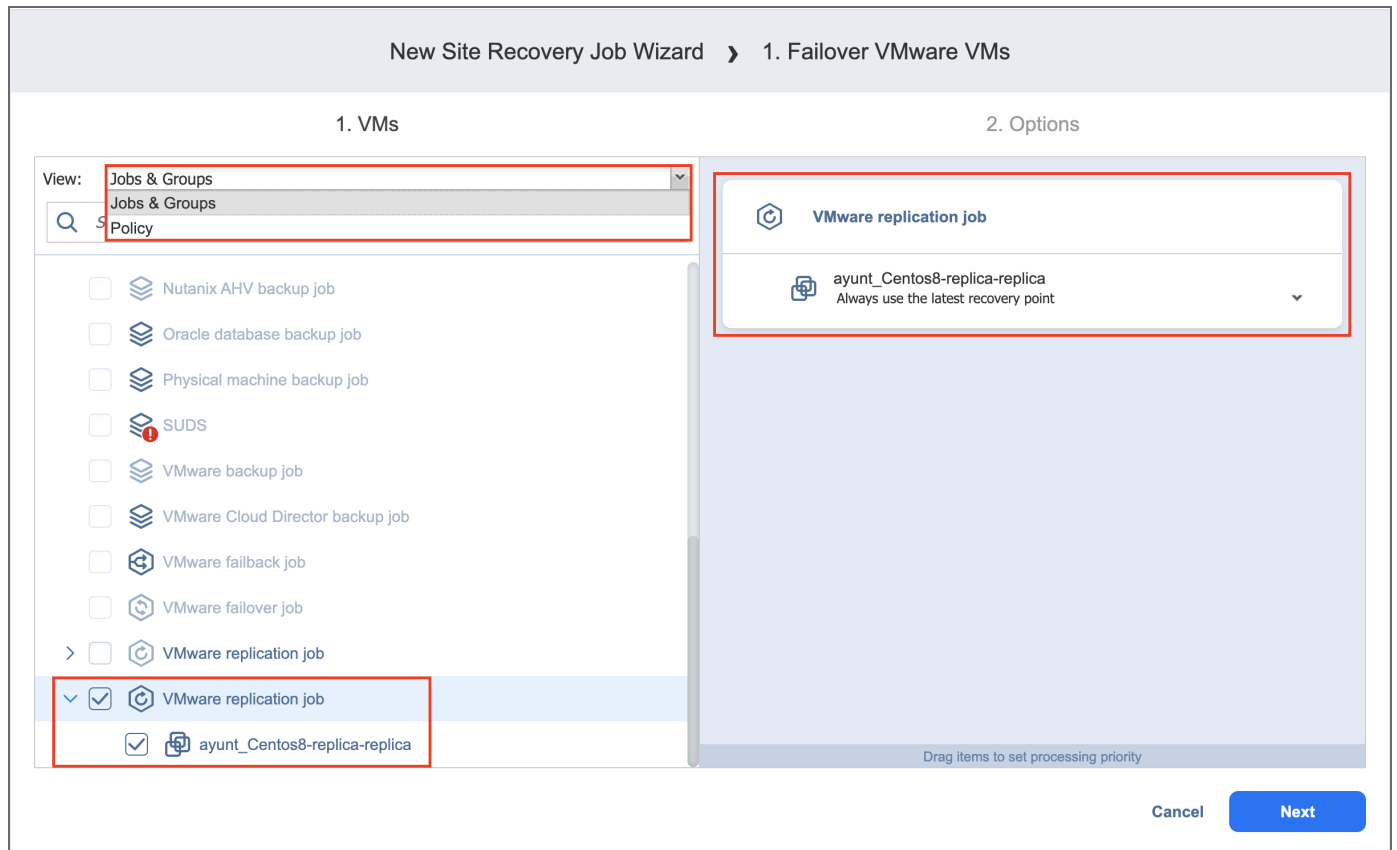 New Site Recovery Job Wizard ❯ 1. Failover VMware VMs
1. VMs
2. Options
View:
Jobs & Groups
Jobs & Groups
S
Policy
Nutanix AHV backup job
Oracle database backup job
Physical machine backup job
SUDS
VMware backup job
VMware Cloud Director backup job
VMware failback job
VMware failover job
VMware replication job
VMware replication job
ayunt_Centos8-replica-replica
VMware replication job
ayunt_Centos8-replica-replica
Always use the latest recovery point
Drag items to set processing priority
Cancel
Next